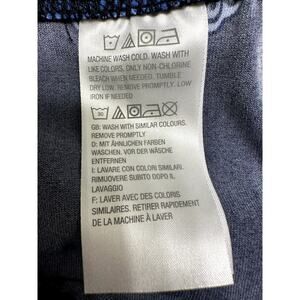 MACHINE WASH COLD. WASH WITH
LIKE COLORS, ONLY NON-CHLORINE
BLEACH WHEN NEEDED, TUMBLE
DRY LOW. REMOVE PROMPTLY. LOW
IRON IF NEEDED
30
GB: WASH WITH SIMILAR COLOURS.
REMOVE PROMPTLY
D: MIT ÄHNLICHEN FARBEN
WASCHEN. VOR DER WÄSCHE
ENTFERNEN
I: LAVARE CON COLORI SIMILARI.
RIMUOVERE SUBITO DOPO IL
LAVAGGIO
F: LAVER AVEC DES COLORIS
SIMILAIRES. RETIRER RAPIDEMENT
DE LA MACHINE À LAVER